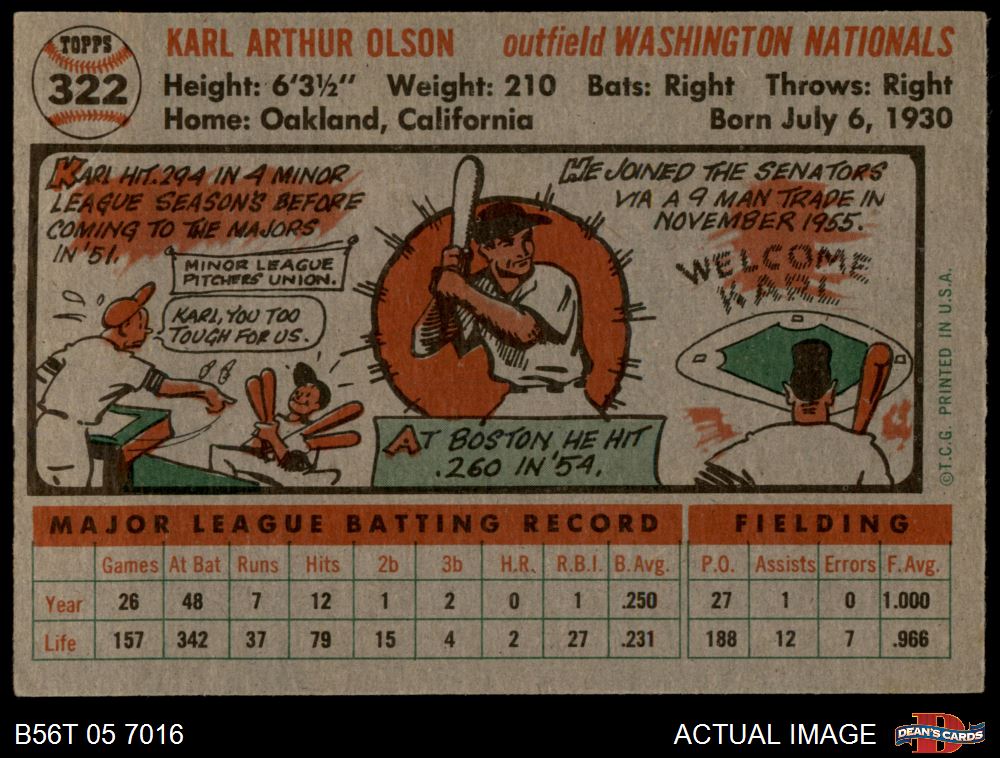 TOPPS
322
KARL ARTHUR OLSON outfield WASHINGTON NATIONALS
Height: 6'3½" Weight: 210 Bats: Right Throws: Right
Home: Oakland, California Born July 6, 1930
KARL HIT .294 IN 4 MINOR
LEAGUE SEASONS BEFORE
COMING TO THE MAJORS
IN '51.
MINOR LEAGUE
PITCHERS' UNION.
KARL, YOU TOO
TOUGH FOR US.
AT BOSTON, HE HIT
.260 IN '54.
HE JOINED THE SENATORS
VIA A 9 MAN TRADE IN
NOVEMBER 1955.
WELCOME
KARL
©T.C.G. PRINTED IN U.S.A.
MAJOR LEAGUE BATTING RECORD FIELDING
Games At Bat Runs Hits 2b 3b H.R. R.B.I. B.Avg. P.O. Assists Errors F.Avg.
Year 26 48 7 12 1 2 0 1 .250 27 1 0 1.000
Life 157 342 37 79 15 4 2 27 .231 188 12 7 .966
B56T 05 7016 ACTUAL IMAGE DEAN'S CARDS